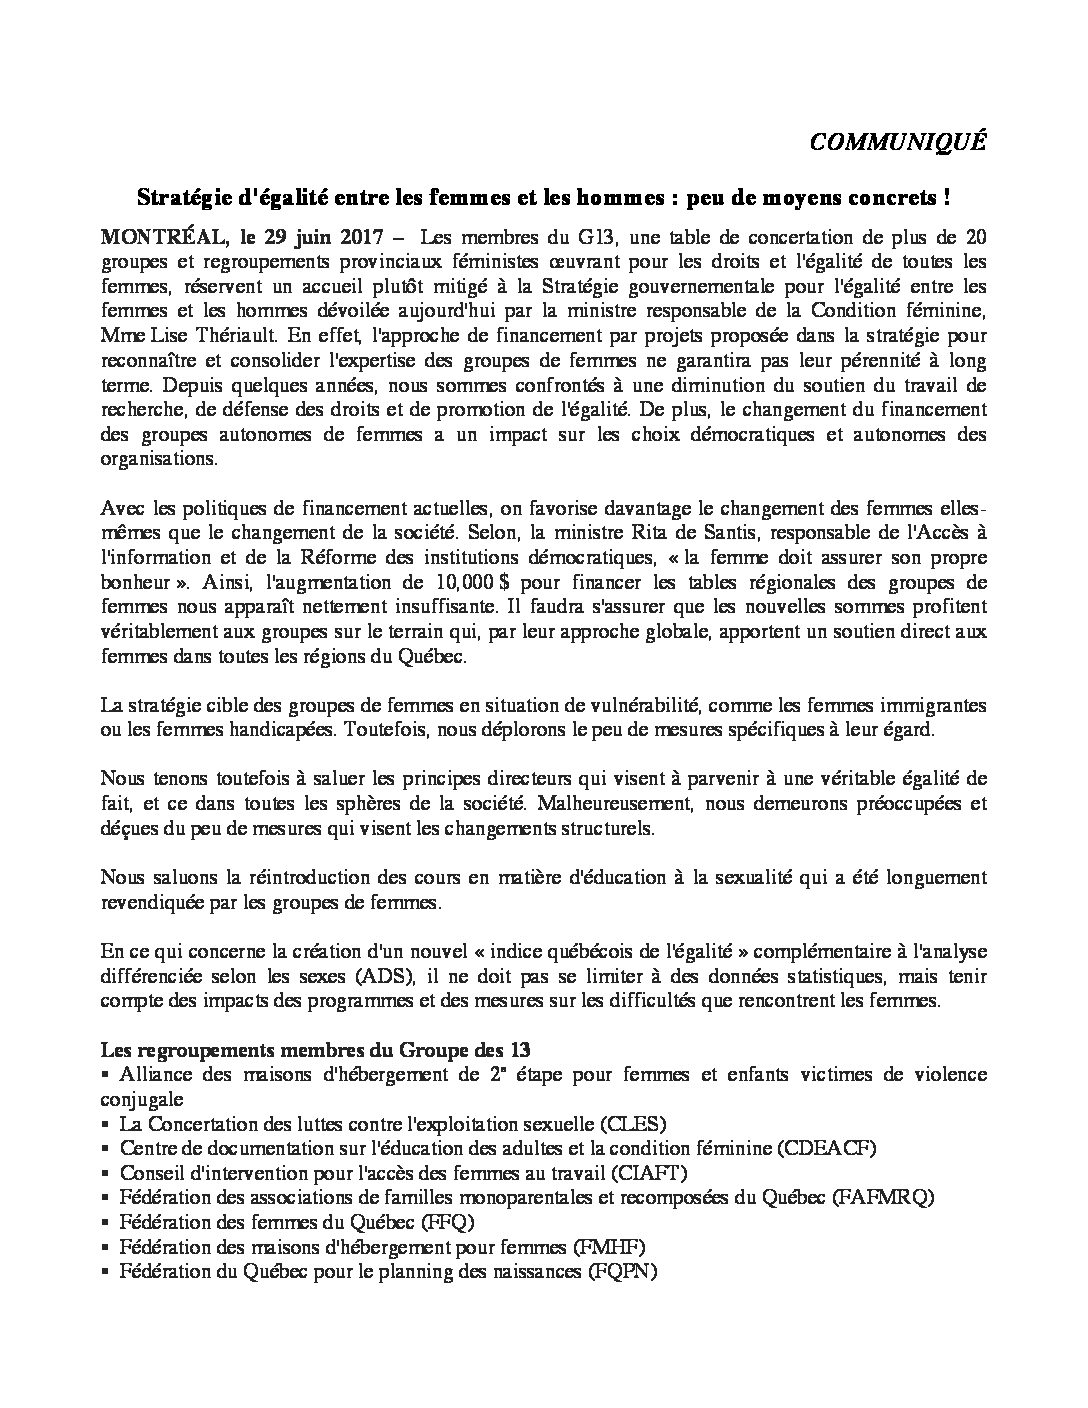 COMMUNIQUÉ
Stratégie d'égalité entre les femmes et les hommes : peu de moyens concrets !
MONTRÉAL, le 29 juin 2017 – Les membres du G13, une table de concertation de plus de 20
groupes et regroupements provinciaux féministes œuvrant pour les droits et l'égalité de toutes les
femmes, réservent un accueil plutôt mitigé à la Stratégie gouvernementale pour l'égalité entre les
femmes et les hommes dévoilée aujourd'hui par la ministre responsable de la Condition féminine,
Mme Lise Thériault. En effet, l'approche de financement par projets proposée dans la stratégie pour
reconnaître et consolider l'expertise des groupes de femmes ne garantira pas leur pérennité à long
terme. Depuis quelques années, nous sommes confrontés à une diminution du soutien du travail de
recherche, de défense des droits et de promotion de l'égalité. De plus, le changement du financement
des groupes autonomes de femmes a un impact sur les choix démocratiques et autonomes des
organisations.
Avec les politiques de financement actuelles, on favorise davantage le changement des femmes elles-
mêmes que le changement de la société. Selon, la ministre Rita de Santis, responsable de l'Accès à
l'information et de la Réforme des institutions démocratiques, « la femme doit assurer son propre
bonheur ». Ainsi, l'augmentation de 10,000 $ pour financer les tables régionales des groupes de
femmes nous apparaît nettement insuffisante. Il faudra s'assurer que les nouvelles sommes profitent
véritablement aux groupes sur le terrain qui, par leur approche globale, apportent un soutien direct aux
femmes dans toutes les régions du Québec.
La stratégie cible des groupes de femmes en situation de vulnérabilité, comme les femmes immigrantes
ou les femmes handicapées. Toutefois, nous déplorons le peu de mesures spécifiques à leur égard.
Nous tenons toutefois à saluer les principes directeurs qui visent à parvenir à une véritable égalité de
fait, et ce dans toutes les sphères de la société. Malheureusement, nous demeurons préoccupées et
déçues du peu de mesures qui visent les changements structurels.
Nous saluons la réintroduction des cours en matière d'éducation à la sexualité qui a été longuement
revendiquée par les groupes de femmes.
En ce qui concerne la création d'un nouvel « indice québécois de l'égalité » complémentaire à l'analyse
différenciée selon les sexes (ADS), il ne doit pas se limiter à des données statistiques, mais tenir
compte des impacts des programmes et des mesures sur les difficultés que rencontrent les femmes.
Les regroupements membres du Groupe des 13
▪ Alliance des maisons d'hébergement de 2e étape pour femmes et enfants victimes de violence
conjugale
▪ La Concertation des luttes contre l'exploitation sexuelle (CLES)
▪ Centre de documentation sur l'éducation des adultes et la condition féminine (CDEACF)
▪ Conseil d'intervention pour l'accès des femmes au travail (CIAFT)
▪ Fédération des associations de familles monoparentales et recomposées du Québec (FAFMRQ)
▪ Fédération des femmes du Québec (FFQ)
▪ Fédération des maisons d'hébergement pour femmes (FMHF)
▪ Fédération du Québec pour le planning des naissances (FQPN)